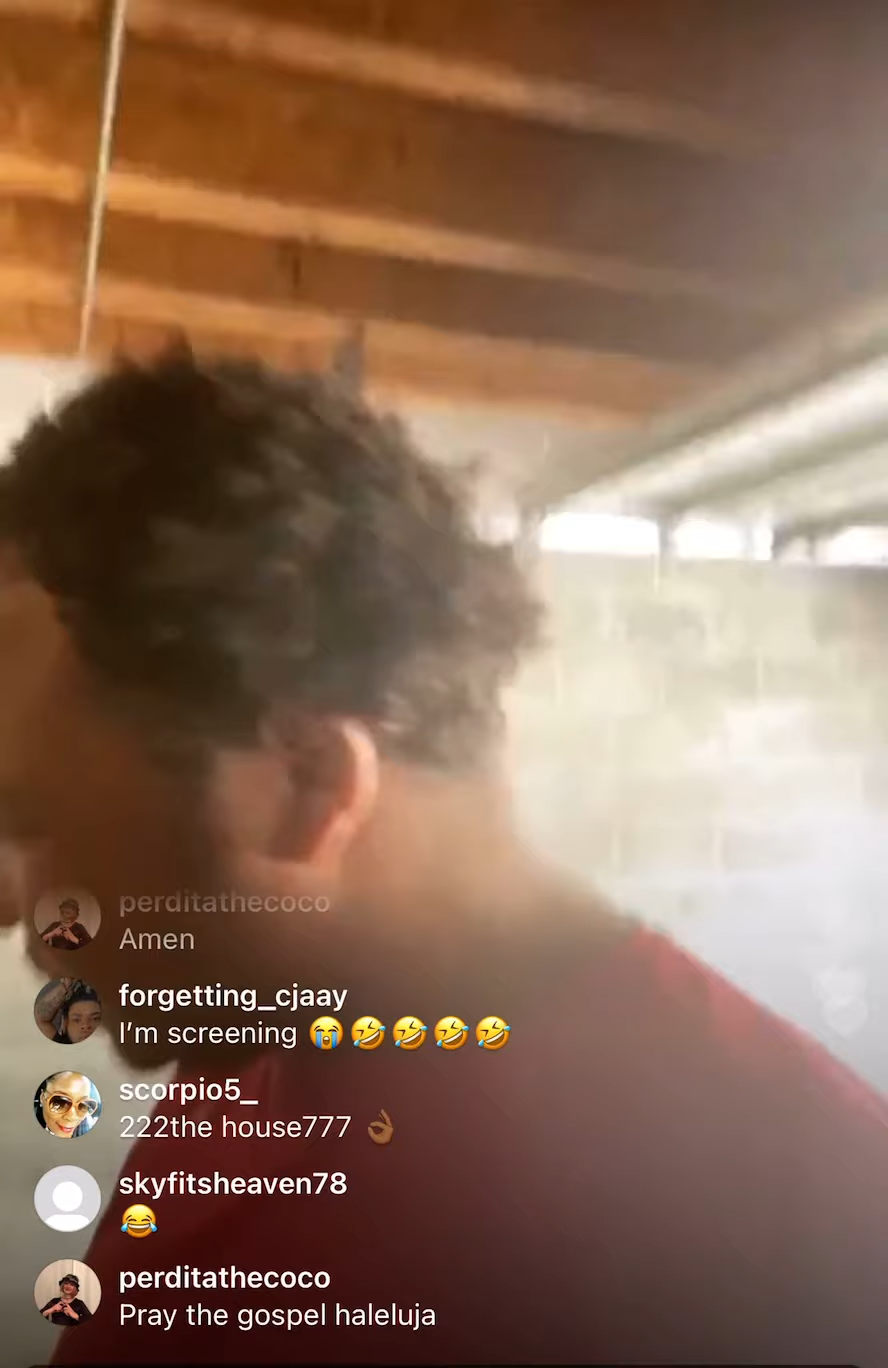 perditathecoco
Amen
forgetting_cjaay
I’m screening 😭🤣🤣🤣🤣
scorpio5_
222the house777 👌🏾
skyfitsheaven78
😂
perditathecoco
Pray the gospel haleluja